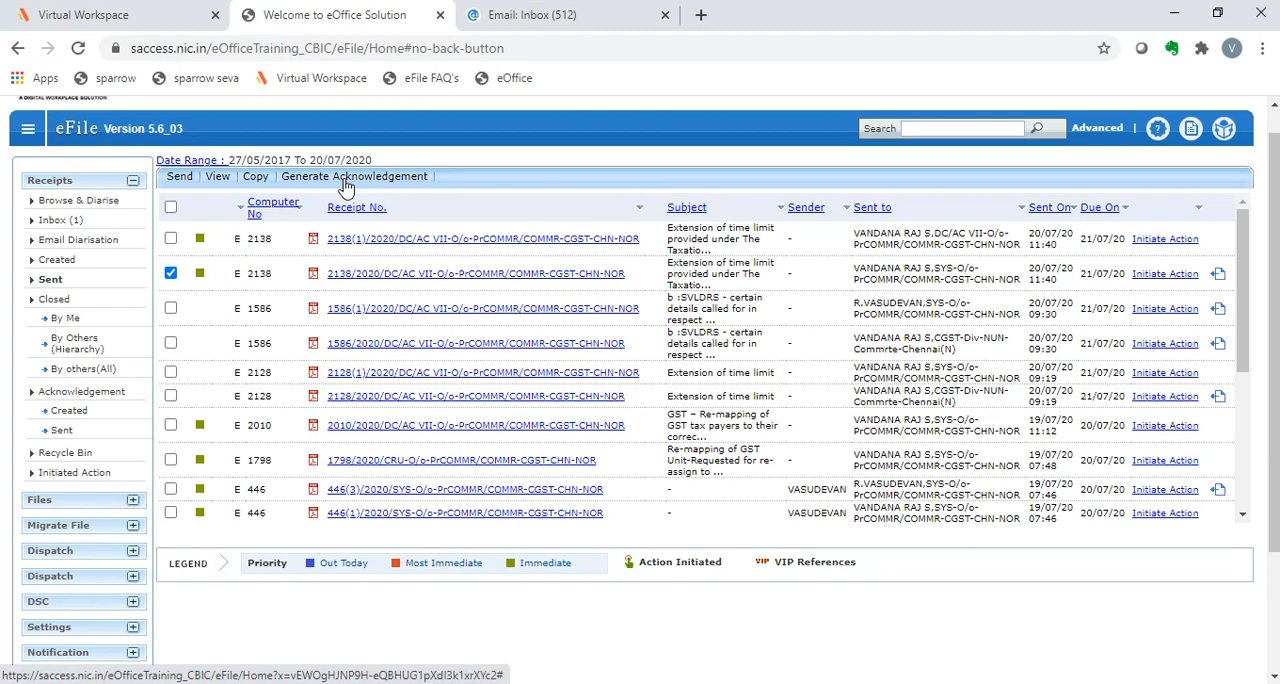 Virtual Workspace
Welcome to eOffice Solution
Email: Inbox (512)
saccess.nic.in/eOfficeTraining_CBIC/eFile/Home#no-back-button
V
Apps sparrow sparrow seva Virtual Workspace eFile FAQ's eOffice
A DIGITAL WORKPLACE SOLUTION
eFile Version 5.6_03
Search Advanced |
Date Range : 27/05/2017 To 20/07/2020
Send View Copy Generate Acknowledgement
Receipts
Browse & Diarise
Inbox (1)
Email Diarisation
Created
Sent
Closed
By Me
By Others
(Hierarchy)
By others(All)
Acknowledgement
Created
Sent
Recycle Bin
Initiated Action
Files
Migrate File
Dispatch
Dispatch
DSC
Settings
Notification
Computer No Receipt No. Subject Sender Sent to Sent On Due On
E 2138 2138(1)/2020/DC/AC VII-O/o-PrCOMMR/COMMR-CGST-CHN-NOR Extension of time limit provided under The Taxatio... - VANDANA RAJ S,DC/AC VII-O/o-PrCOMMR/COMMR-CGST-CHN-NOR 20/07/20 11:40 21/07/20 Initiate Action
E 2138 2138/2020/DC/AC VII-O/o-PrCOMMR/COMMR-CGST-CHN-NOR Extension of time limit provided under The Taxatio... - VANDANA RAJ S,SYS-O/o-PrCOMMR/COMMR-CGST-CHN-NOR 20/07/20 11:40 21/07/20 Initiate Action
E 1586 1586(1)/2020/DC/AC VII-O/o-PrCOMMR/COMMR-CGST-CHN-NOR b :SVLDRS - certain details called for in respect ... - R.VASUDEVAN,SYS-O/o-PrCOMMR/COMMR-CGST-CHN-NOR 20/07/20 09:30 21/07/20 Initiate Action
E 1586 1586/2020/DC/AC VII-O/o-PrCOMMR/COMMR-CGST-CHN-NOR b :SVLDRS - certain details called for in respect ... - VANDANA RAJ S,CGST-Div-NUN-Commrte-Chennai(N) 20/07/20 09:30 21/07/20 Initiate Action
E 2128 2128(1)/2020/DC/AC VII-O/o-PrCOMMR/COMMR-CGST-CHN-NOR Extension of time limit - VANDANA RAJ S,SYS-O/o-PrCOMMR/COMMR-CGST-CHN-NOR 20/07/20 09:19 21/07/20 Initiate Action
E 2128 2128/2020/DC/AC VII-O/o-PrCOMMR/COMMR-CGST-CHN-NOR Extension of time limit - VANDANA RAJ S,CGST-Div-NUN-Commrte-Chennai(N) 20/07/20 09:19 21/07/20 Initiate Action
E 2010 2010/2020/DC/AC VII-O/o-PrCOMMR/COMMR-CGST-CHN-NOR GST – Re-mapping of GST tax payers to their correc... - VANDANA RAJ S,SYS-O/o-PrCOMMR/COMMR-CGST-CHN-NOR 19/07/20 11:12 20/07/20 Initiate Action
E 1798 1798/2020/CRU-O/o-PrCOMMR/COMMR-CGST-CHN-NOR Re-mapping of GST Unit-Requested for re-assign to ... - VANDANA RAJ S,SYS-O/o-PrCOMMR/COMMR-CGST-CHN-NOR 19/07/20 07:48 20/07/20 Initiate Action
E 446 446(3)/2020/SYS-O/o-PrCOMMR/COMMR-CGST-CHN-NOR - VASUDEVAN R.VASUDEVAN,SYS-O/o-PrCOMMR/COMMR-CGST-CHN-NOR 19/07/20 07:46 20/07/20 Initiate Action
E 446 446(1)/2020/SYS-O/o-PrCOMMR/COMMR-CGST-CHN-NOR - VASUDEVAN VANDANA RAJ S,SYS-O/o-PrCOMMR/COMMR-CGST-CHN-NOR 19/07/20 07:46 20/07/20 Initiate Action
LEGEND Priority Out Today Most Immediate Immediate Action Initiated VIP VIP References
https://saccess.nic.in/eOfficeTraining_CBIC/eFile/Home?x=vEWOgHJNP9H-eQBHUG1pXdI3k1xrXYc2#